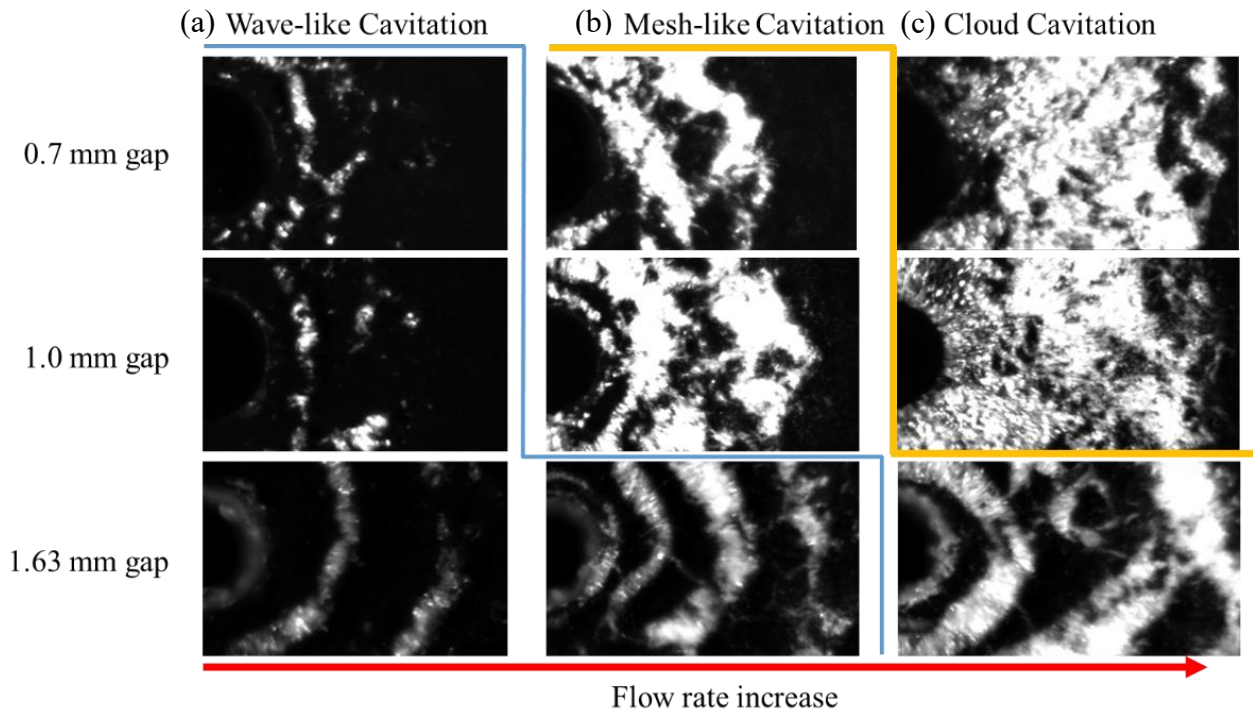 (a) Wave-like Cavitation
(b) Mesh-like Cavitation
(c) Cloud Cavitation
0.7 mm gap
1.0 mm gap
1.63 mm gap
Flow rate increase